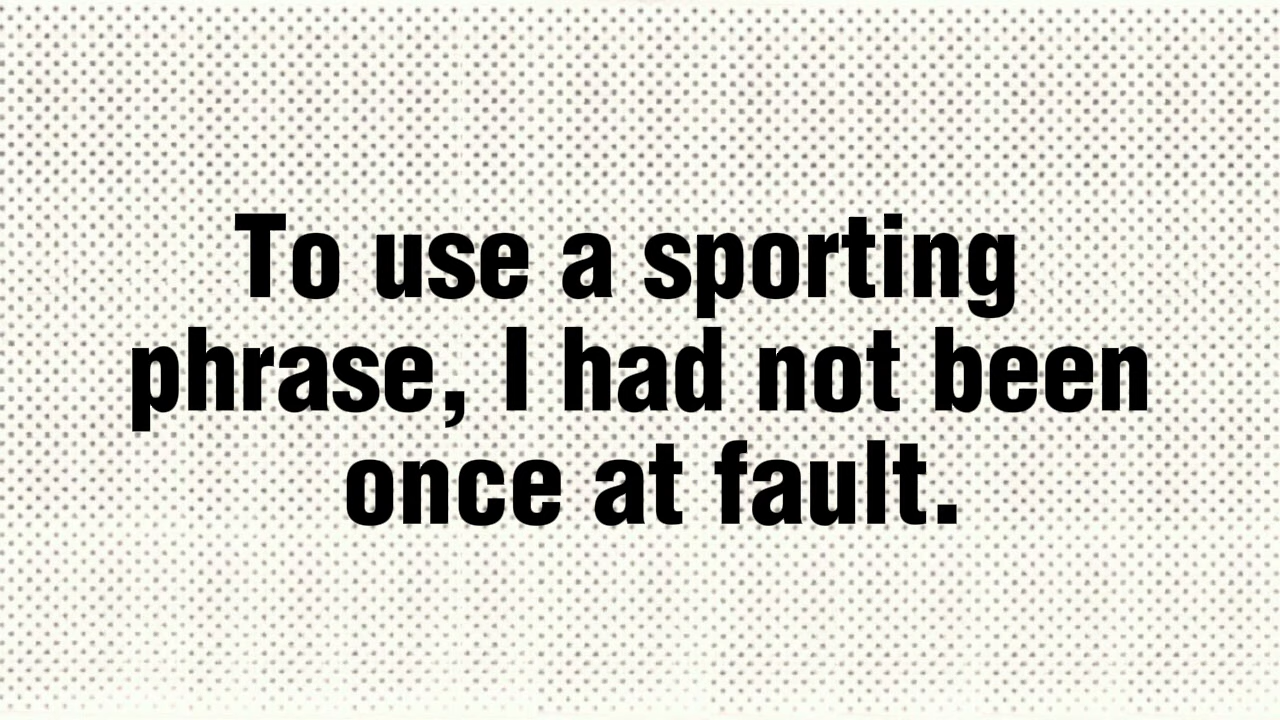 To use a sporting
phrase, I had not been
once at fault.